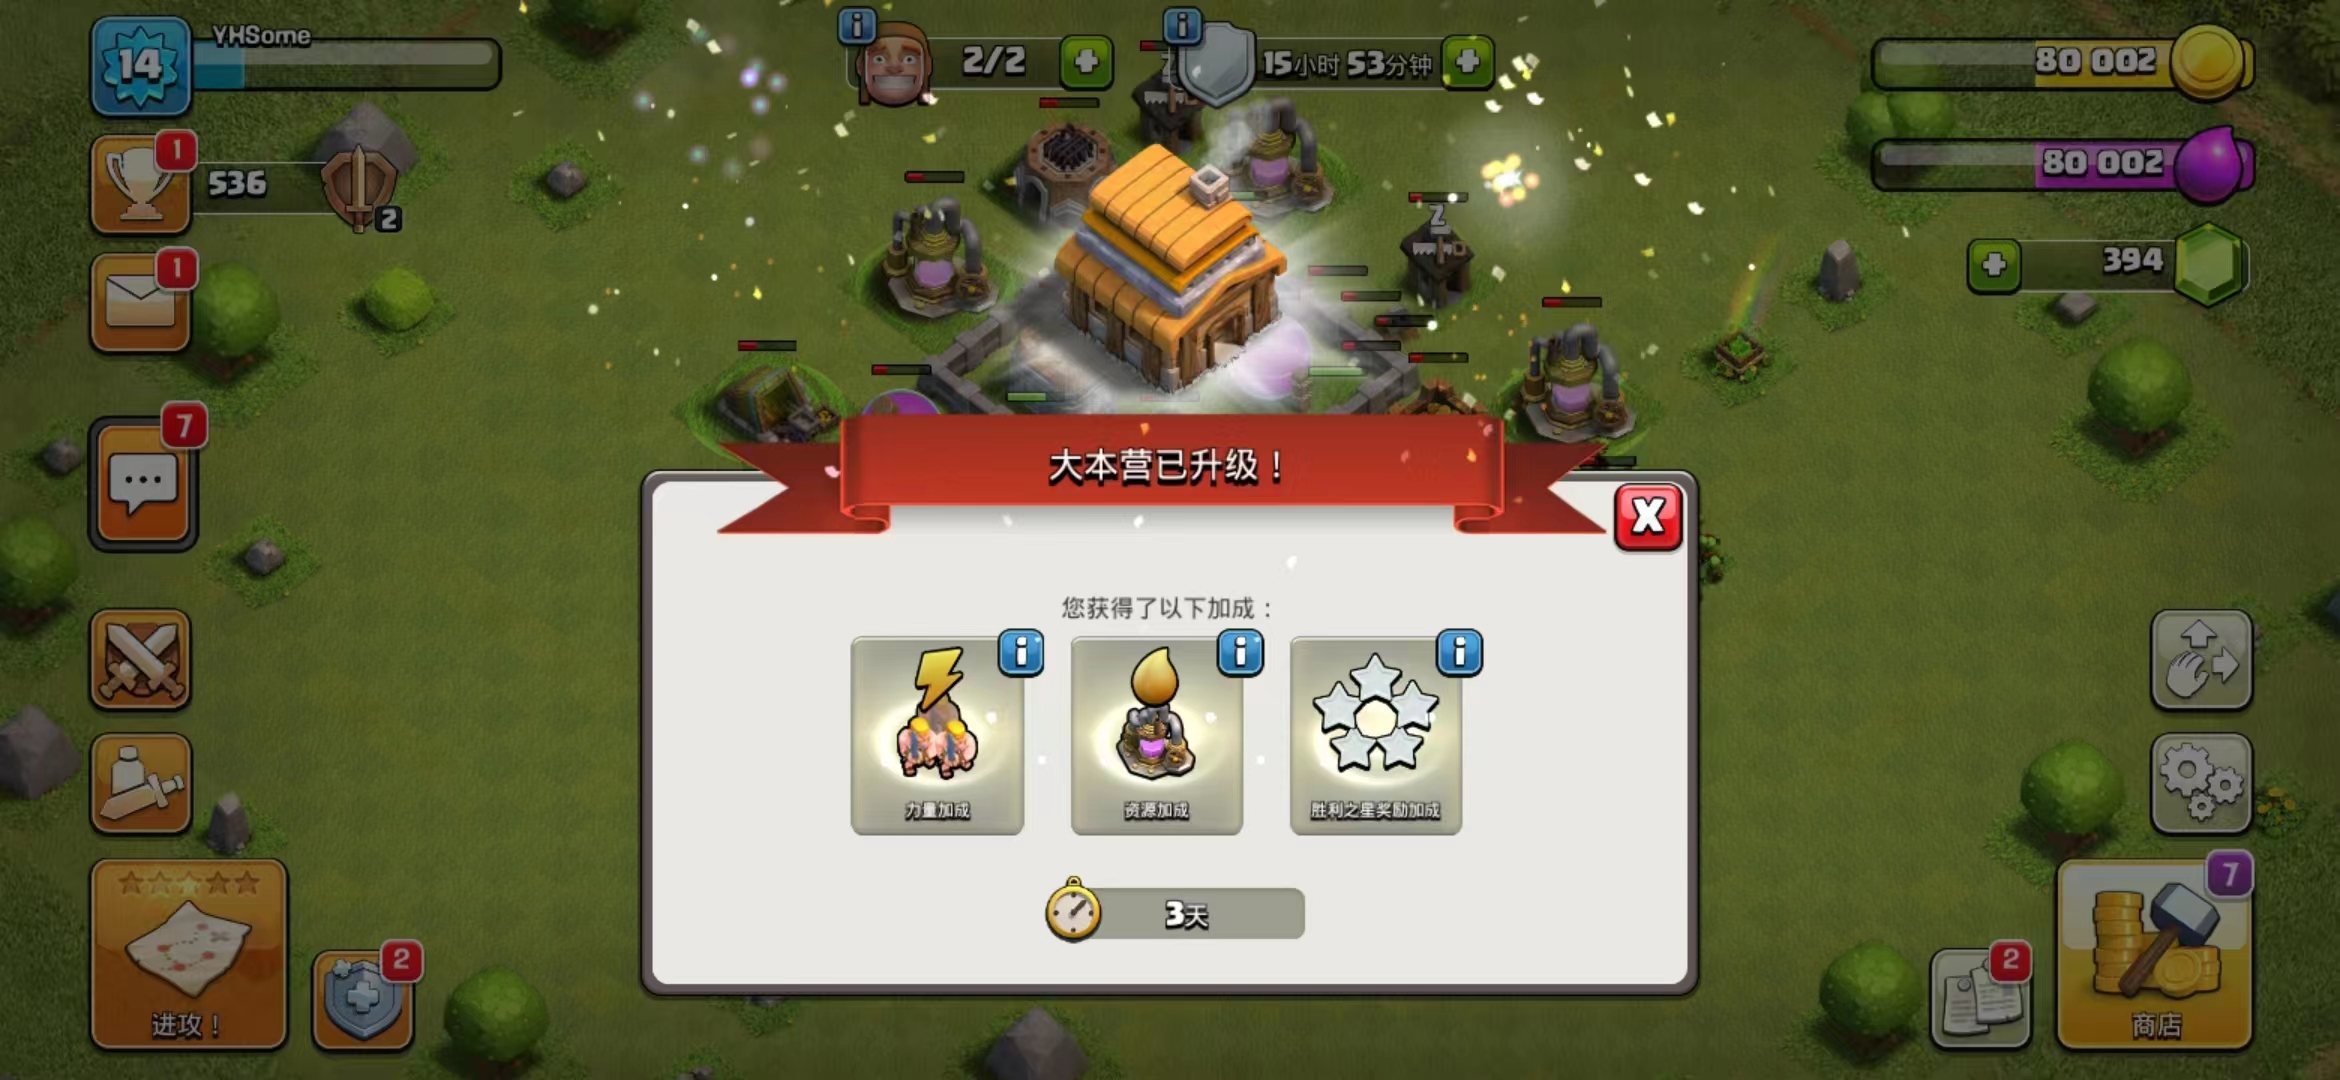 YHSome
14
2/2
15小时 53分钟
80 002
1
536
2
80 002
1
394
7
大本营已升级！
X
您获得了以下加成：
力量加成
资源加成
胜利之星奖励加成
3天
进攻！
2
2
7
商店